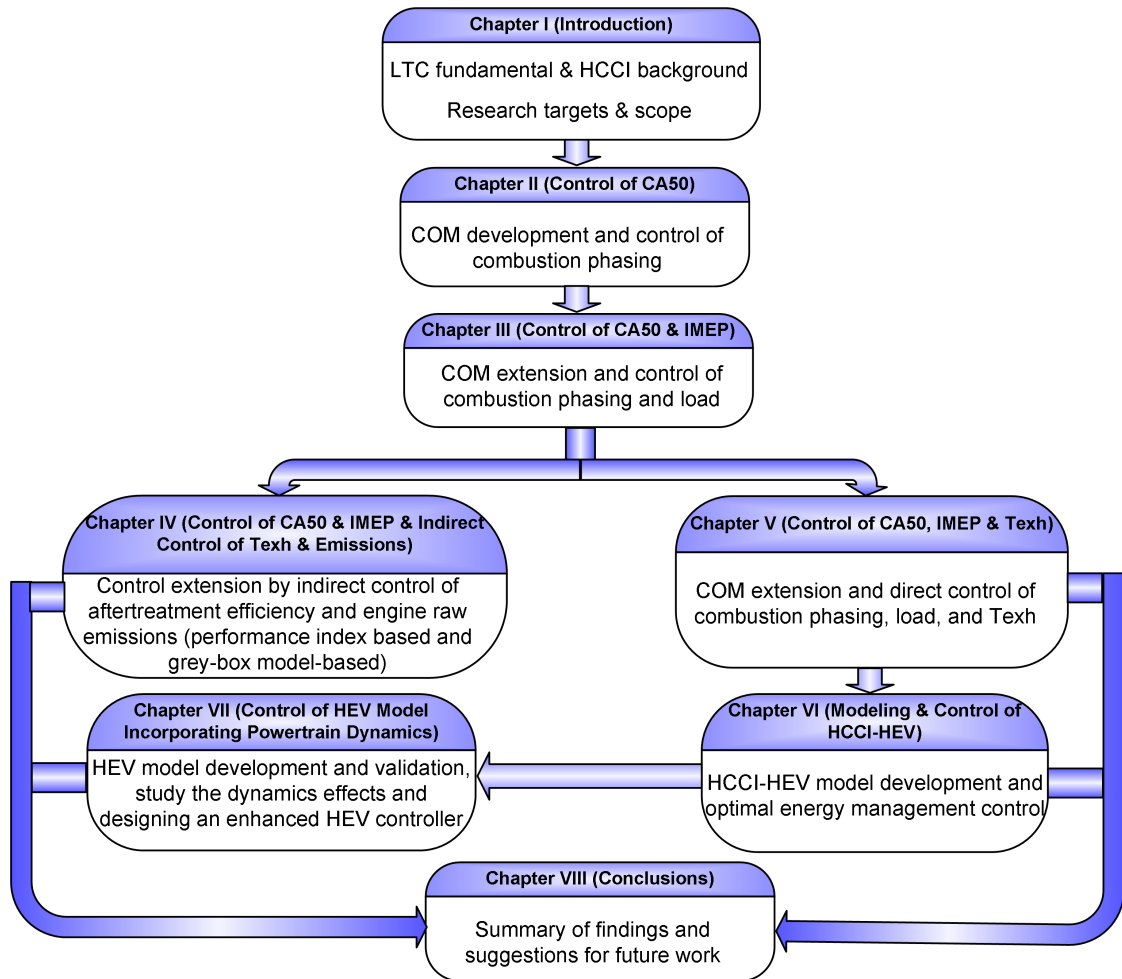 Chapter I (Introduction)
LTC fundamental & HCCI background
Research targets & scope
Chapter II (Control of CA50)
COM development and control of
combustion phasing
Chapter III (Control of CA50 & IMEP)
COM extension and control of
combustion phasing and load
Chapter IV (Control of CA50 & IMEP & Indirect
Control of Texh & Emissions)
Control extension by indirect control of
aftertreatment efficiency and engine raw
emissions (performance index based and
grey-box model-based)
Chapter V (Control of CA50, IMEP & Texh)
COM extension and direct control of
combustion phasing, load, and Texh
Chapter VII (Control of HEV Model
Incorporating Powertrain Dynamics)
HEV model development and validation,
study the dynamics effects and
designing an enhanced HEV controller
Chapter VI (Modeling & Control of
HCCI-HEV)
HCCI-HEV model development and
optimal energy management control
Chapter VIII (Conclusions)
Summary of findings and
suggestions for future work